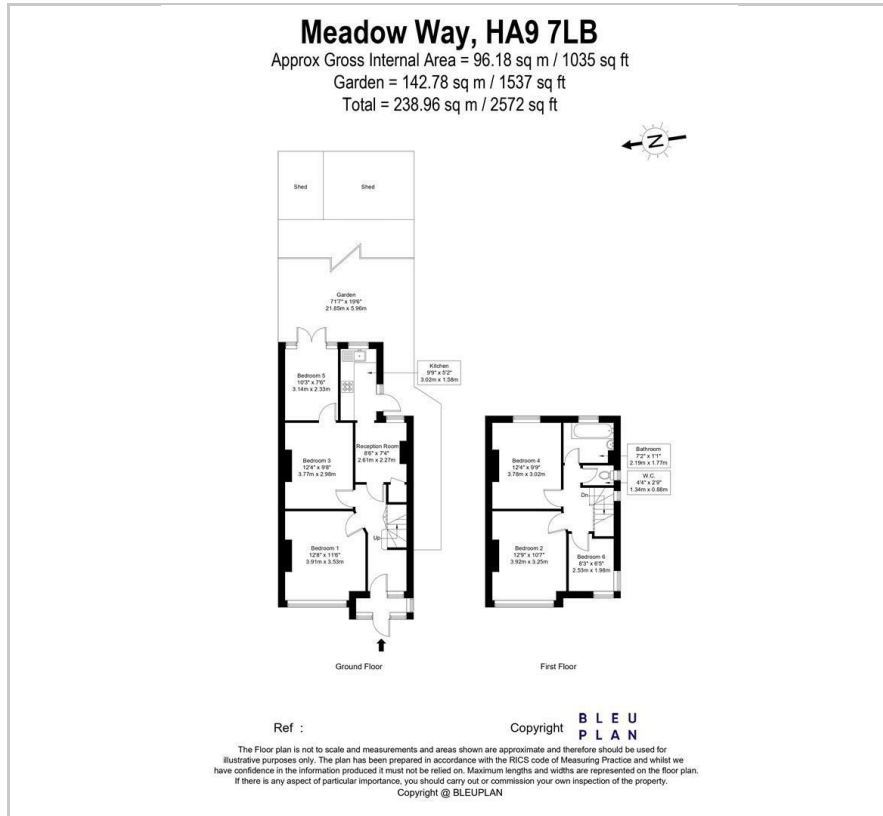 Meadow Way, HA9 7LB
Approx Gross Internal Area = 96.18 sq m / 1035 sq ft
Garden = 142.78 sq m / 1537 sq ft
Total = 238.96 sq m / 2572 sq ft
N
Shed
Shed
Garden
71'7" x 19'6"
21.85m x 5.96m
Kitchen
9'9" x 5'2"
3.02m x 1.58m
Bedroom 5
10'3" x 7'6"
3.14m x 2.33m
Reception Room
8'6" x 7'4"
2.61m x 2.27m
Bedroom 3
12'4" x 9'8"
3.77m x 2.98m
Up
Bedroom 1
12'8" x 11'6"
3.91m x 3.53m
Ground Floor
Bedroom 4
12'4" x 9'9"
3.78m x 3.02m
Bathroom
7'2" x 1'1"
2.19m x 1.77m
W.C.
4'4" x 2'9"
1.34m x 0.88m
Dn
Bedroom 2
12'9" x 10'7"
3.92m x 3.25m
Bedroom 6
8'3" x 6'5"
2.53m x 1.98m
First Floor
Ref :
Copyright
BLEU
PLAN
The Floor plan is not to scale and measurements and areas shown are approximate and therefore should be used for
illustrative purposes only. The plan has been prepared in accordance with the RICS code of Measuring Practice and whilst we
have confidence in the information produced it must not be relied on. Maximum lengths and widths are represented on the floor plan.
If there is any aspect of particular importance, you should carry out or commission your own inspection of the property.
Copyright @ BLEUPLAN